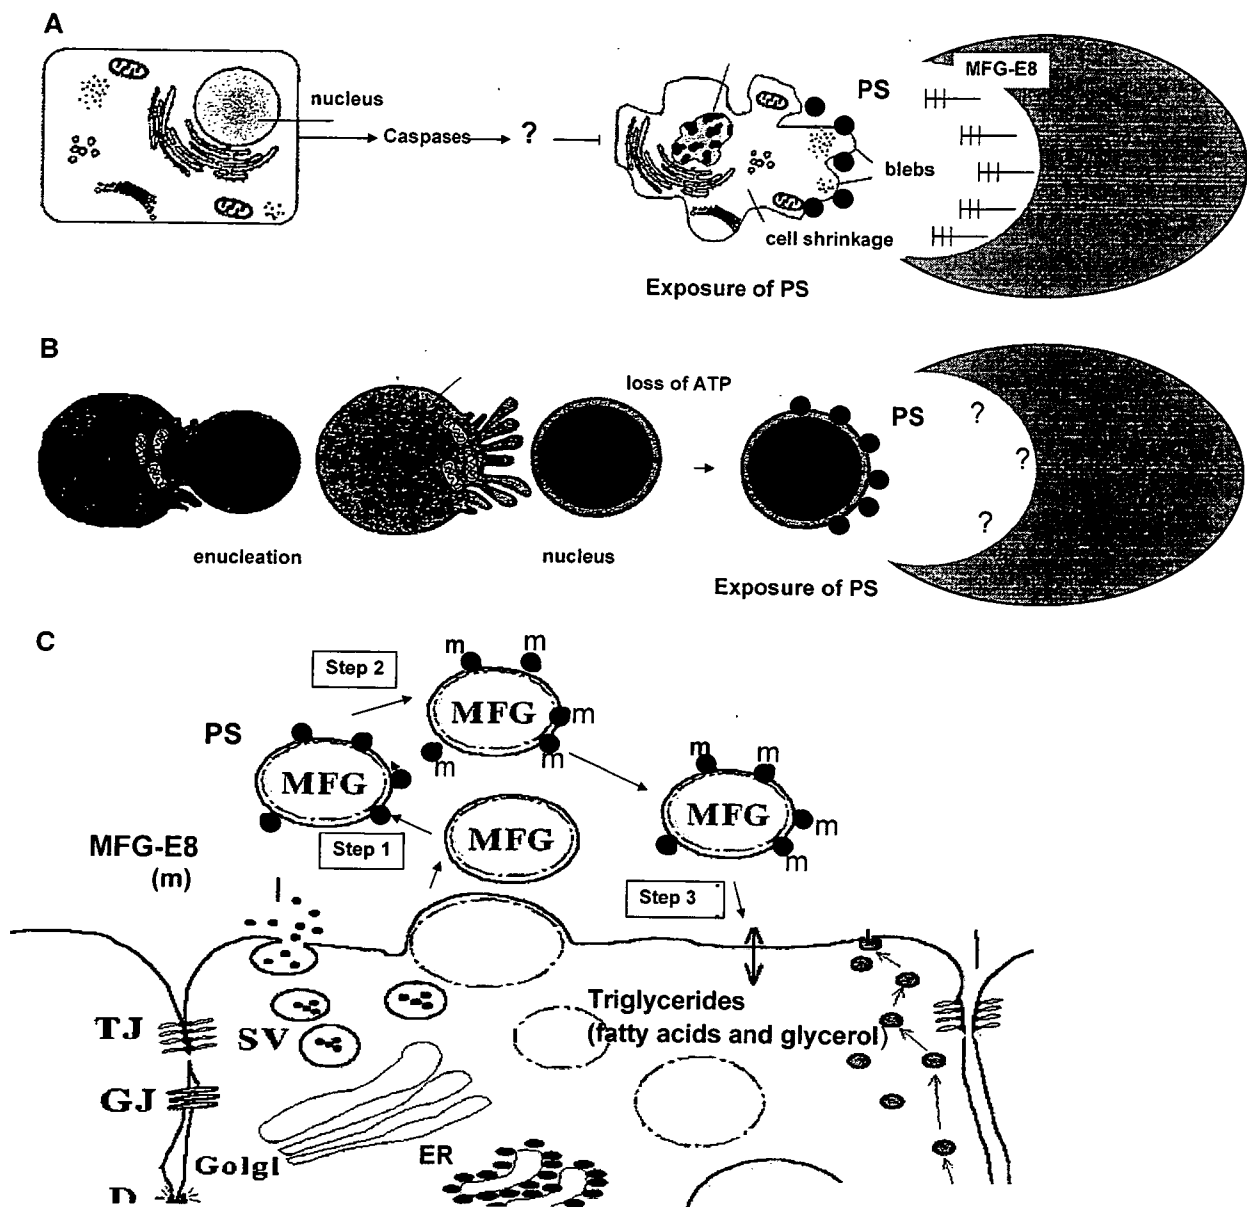 A
nucleus
Caspases
?
PS
MFG-E8
blebs
cell shrinkage
Exposure of PS
B
loss of ATP
PS
?
?
?
enucleation
nucleus
Exposure of PS
C
m
m
Step 2
MFG
m
PS
m
m
m
m
MFG
MFG
m
MFG
m
MFG-E8
(m)
Step 1
Step 3
Triglycerides
(fatty acids and glycerol)
TJ
SV
GJ
Golgl
ER
D